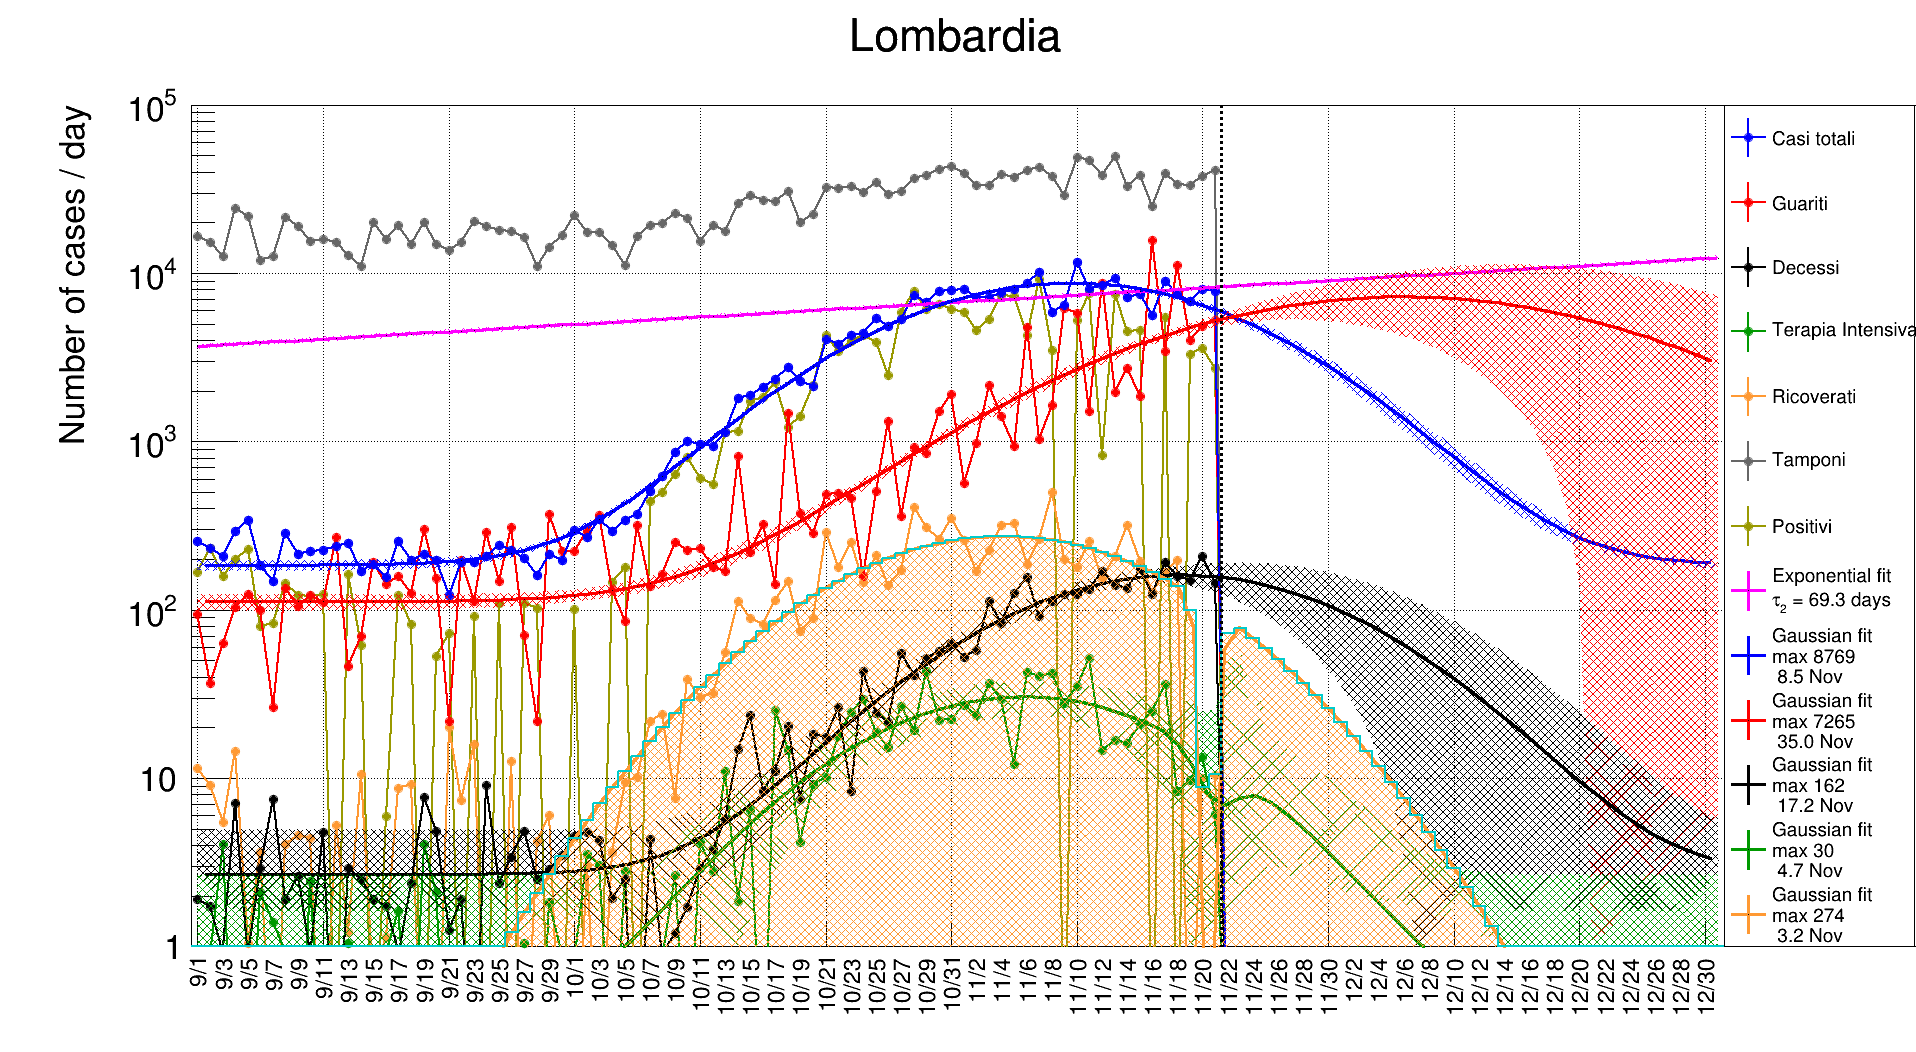 Lombardia
Number of cases / day
10^5
10^4
10^3
10^2
10
1
9/1
9/3
9/5
9/7
9/9
9/11
9/13
9/15
9/17
9/19
9/21
9/23
9/25
9/27
9/29
10/1
10/3
10/5
10/7
10/9
10/11
10/13
10/15
10/17
10/19
10/21
10/23
10/25
10/27
10/29
10/31
11/2
11/4
11/6
11/8
11/10
11/12
11/14
11/16
11/18
11/20
11/22
11/24
11/26
11/28
11/30
12/2
12/4
12/6
12/8
12/10
12/12
12/14
12/16
12/18
12/20
12/22
12/24
12/26
12/28
12/30
Casi totali
Guariti
Decessi
Terapia Intensiva
Ricoverati
Tamponi
Positivi
Exponential fit
τ₂ = 69.3 days
Gaussian fit
max 8769
8.5 Nov
Gaussian fit
max 7265
35.0 Nov
Gaussian fit
max 162
17.2 Nov
Gaussian fit
max 30
4.7 Nov
Gaussian fit
max 274
3.2 Nov